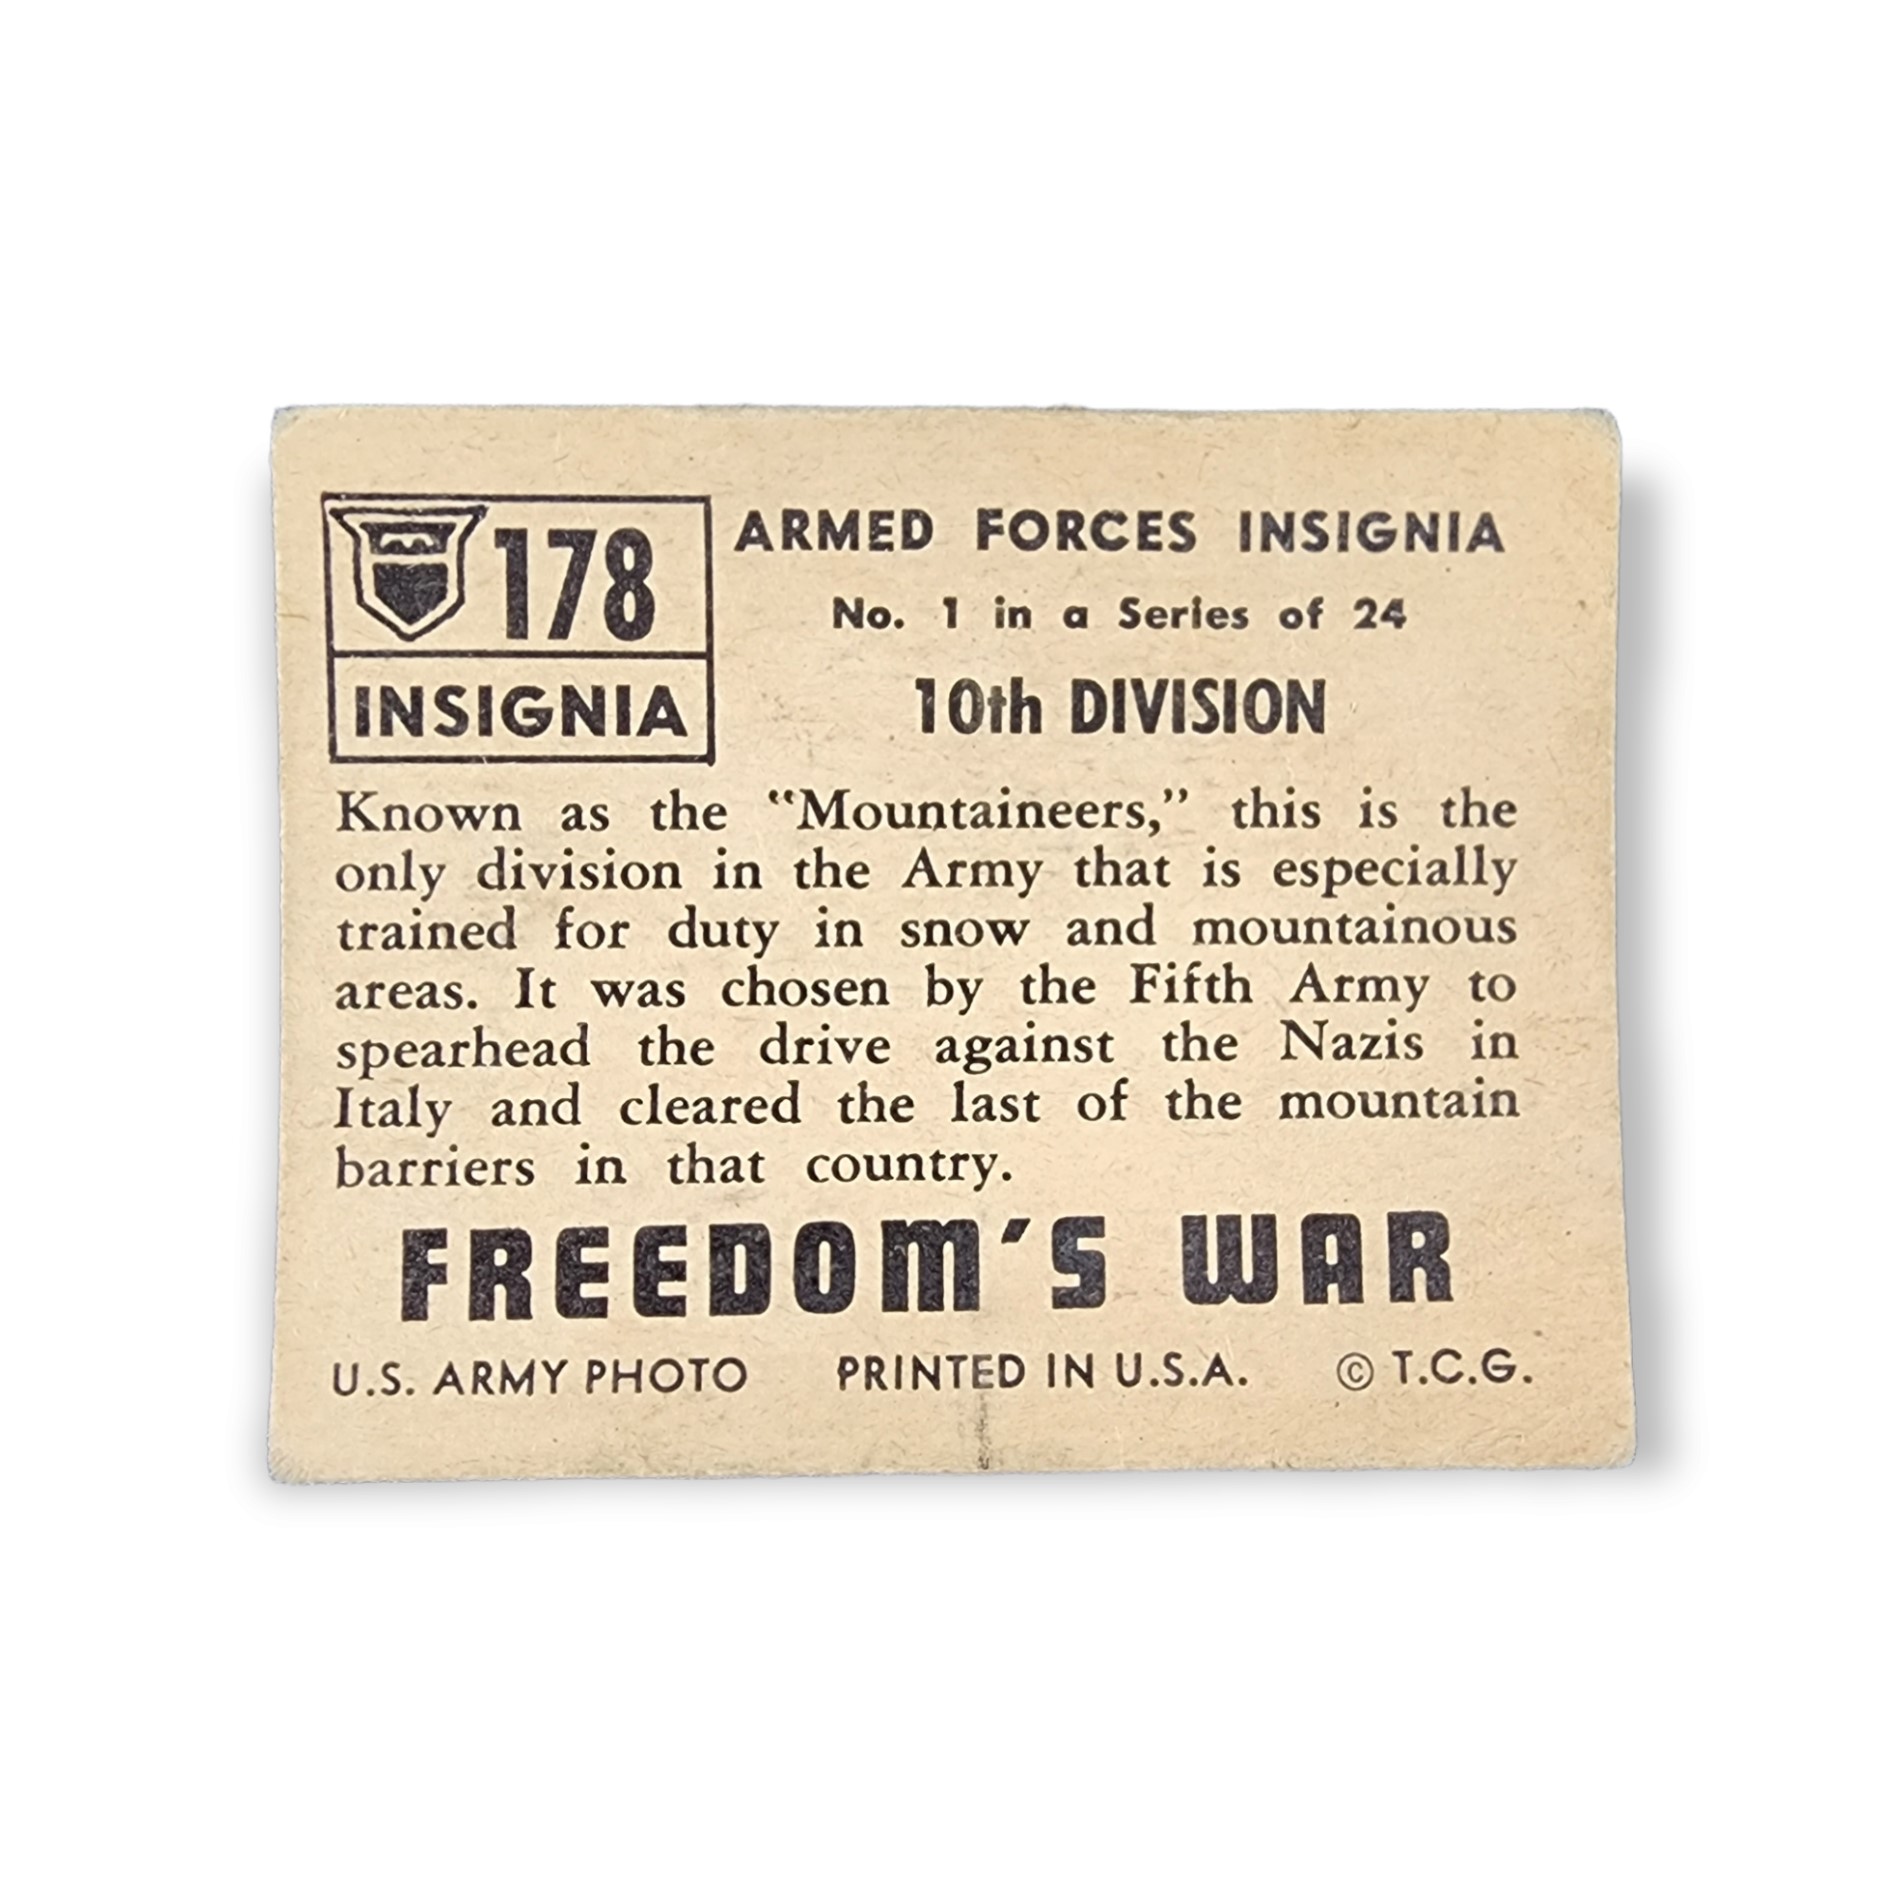 178
INSIGNIA
ARMED FORCES INSIGNIA
No. 1 in a Series of 24
10th DIVISION
Known as the "Mountaineers," this is the
only division in the Army that is especially
trained for duty in snow and mountainous
areas. It was chosen by the Fifth Army to
spearhead the drive against the Nazis in
Italy and cleared the last of the mountain
barriers in that country.
FREEDOM'S WAR
U.S. ARMY PHOTO PRINTED IN U.S.A. © T.C.G.